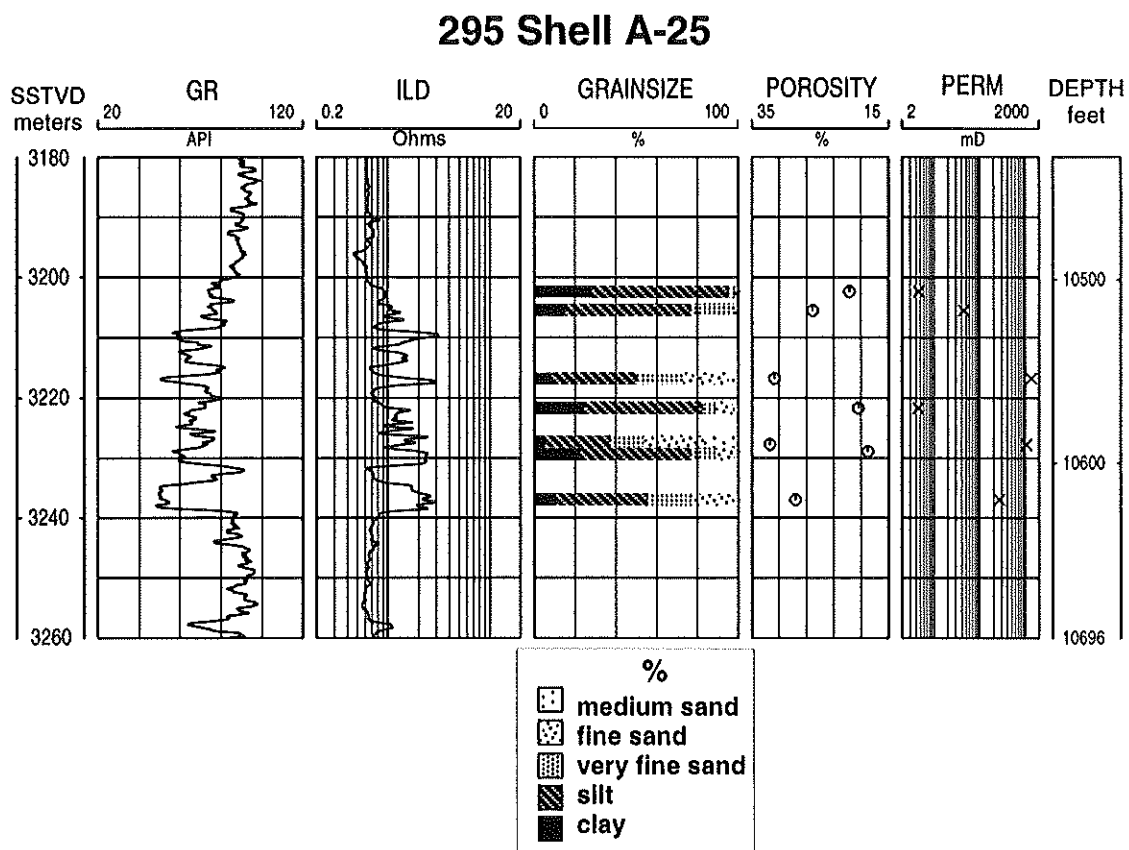 295 Shell A-25
SSTVD meters GR ILD GRAINSIZE POROSITY PERM DEPTH feet
20 120 0.2 20 0 100 35 15 2 2000
API Ohms % % mD
3180
3200 10500
3220
10600
3240
3260 10696
%
medium sand
fine sand
very fine sand
silt
clay